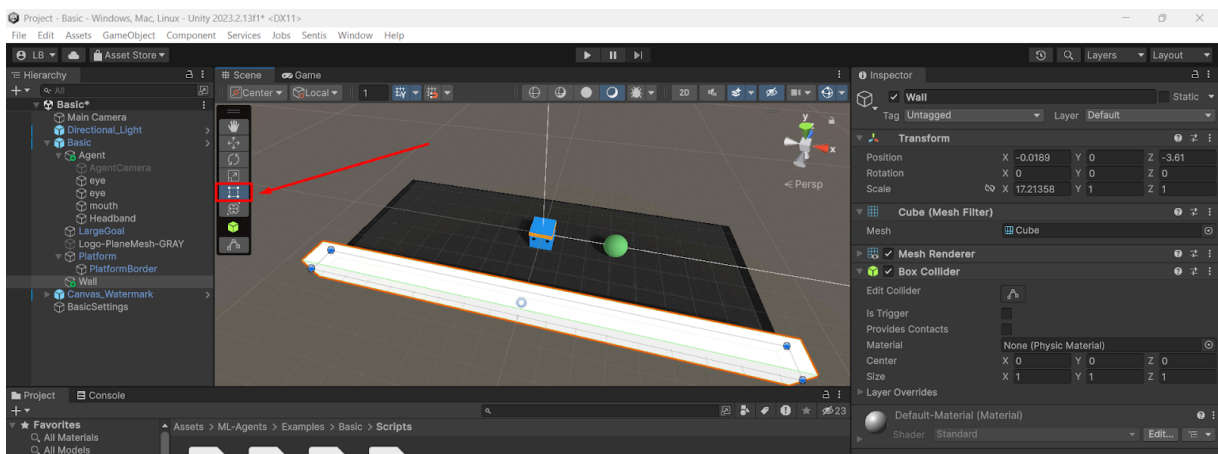 Project - Basic - Windows, Mac, Linux - Unity 2023.2.13f1* <DX11>
File Edit Assets GameObject Component Services Jobs Sentis Window Help
LB Asset Store Layers Layout
Hierarchy
All
Basic*
Main Camera
Directional_Light
Basic
Agent
AgentCamera
eye
eye
mouth
Headband
LargeGoal
Logo-PlaneMesh-GRAY
Platform
PlatformBorder
Wall
Canvas_Watermark
BasicSettings
Scene Game
Center Local 1 2D
y
x
Persp
Inspector
Wall Static
Tag Untagged Layer Default
Transform
Position X -0.0189 Y 0 Z -3.61
Rotation X 0 Y 0 Z 0
Scale X 17.21358 Y 1 Z 1
Cube (Mesh Filter)
Mesh Cube
Mesh Renderer
Box Collider
Edit Collider
Is Trigger
Provides Contacts
Material None (Physic Material)
Center X 0 Y 0 Z 0
Size X 1 Y 1 Z 1
Layer Overrides
Default-Material (Material)
Shader Standard Edit...
Project Console
23
Favorites
All Materials
All Models
Assets > ML-Agents > Examples > Basic > Scripts